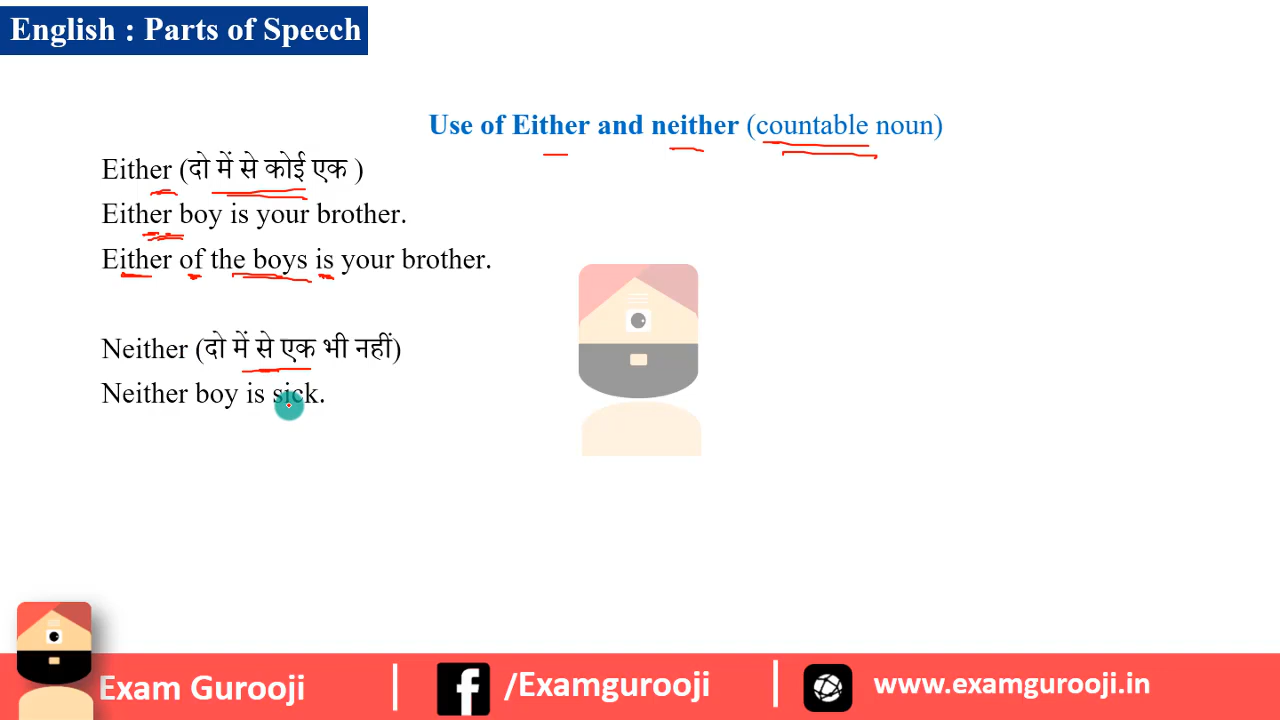 English : Parts of Speech
Use of Either and neither (countable noun)
Either (दो में से कोई एक )
Either boy is your brother.
Either of the boys is your brother.
Neither (दो में से एक भी नहीं)
Neither boy is sick.
Exam Gurooji
/Examgurooji
www.examgurooji.in